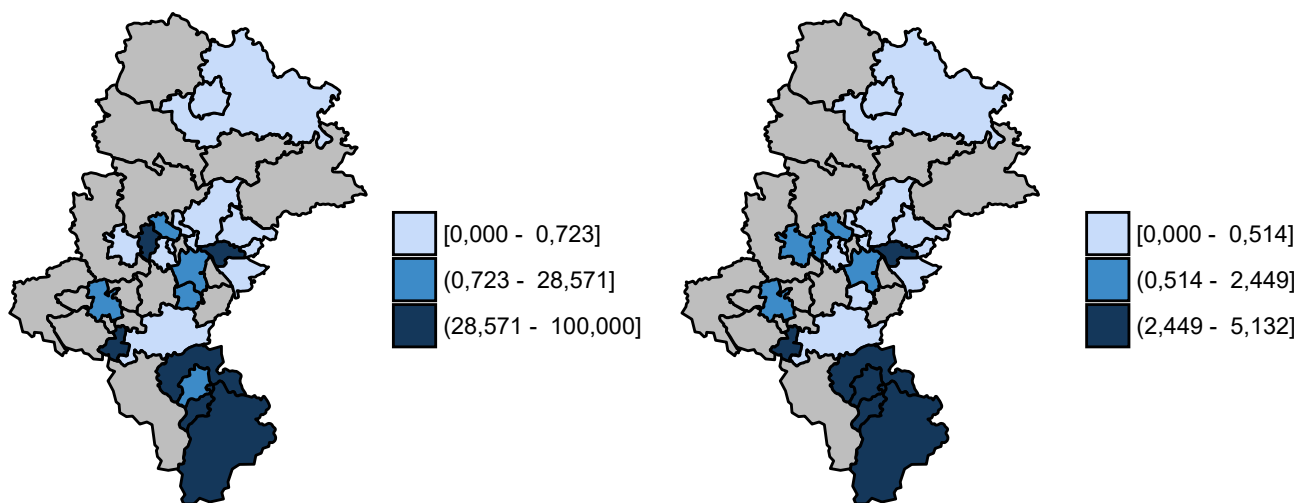 [0,000 - 0,723]
(0,723 - 28,571]
(28,571 - 100,000]
[0,000 - 0,514]
(0,514 - 2,449]
(2,449 - 5,132]